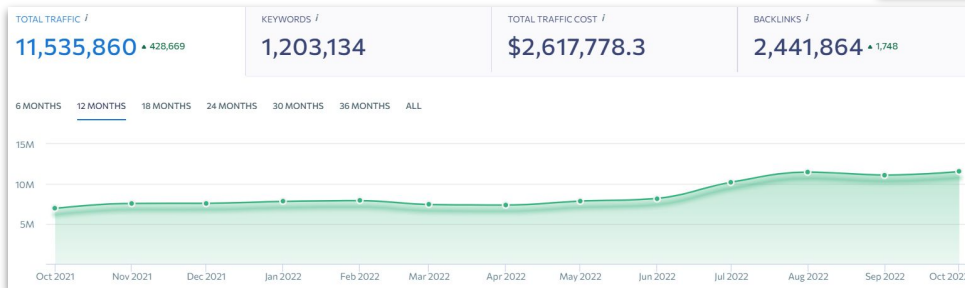 TOTAL TRAFFIC i
11,535,860 ▲ 428,669
KEYWORDS i
1,203,134
TOTAL TRAFFIC COST i
$2,617,778.3
BACKLINKS i
2,441,864 ▲ 1,748
6 MONTHS 12 MONTHS 18 MONTHS 24 MONTHS 30 MONTHS 36 MONTHS ALL
15M
10M
5M
Oct 2021 Nov 2021 Dec 2021 Jan 2022 Feb 2022 Mar 2022 Apr 2022 May 2022 Jun 2022 Jul 2022 Aug 2022 Sep 2022 Oct 202